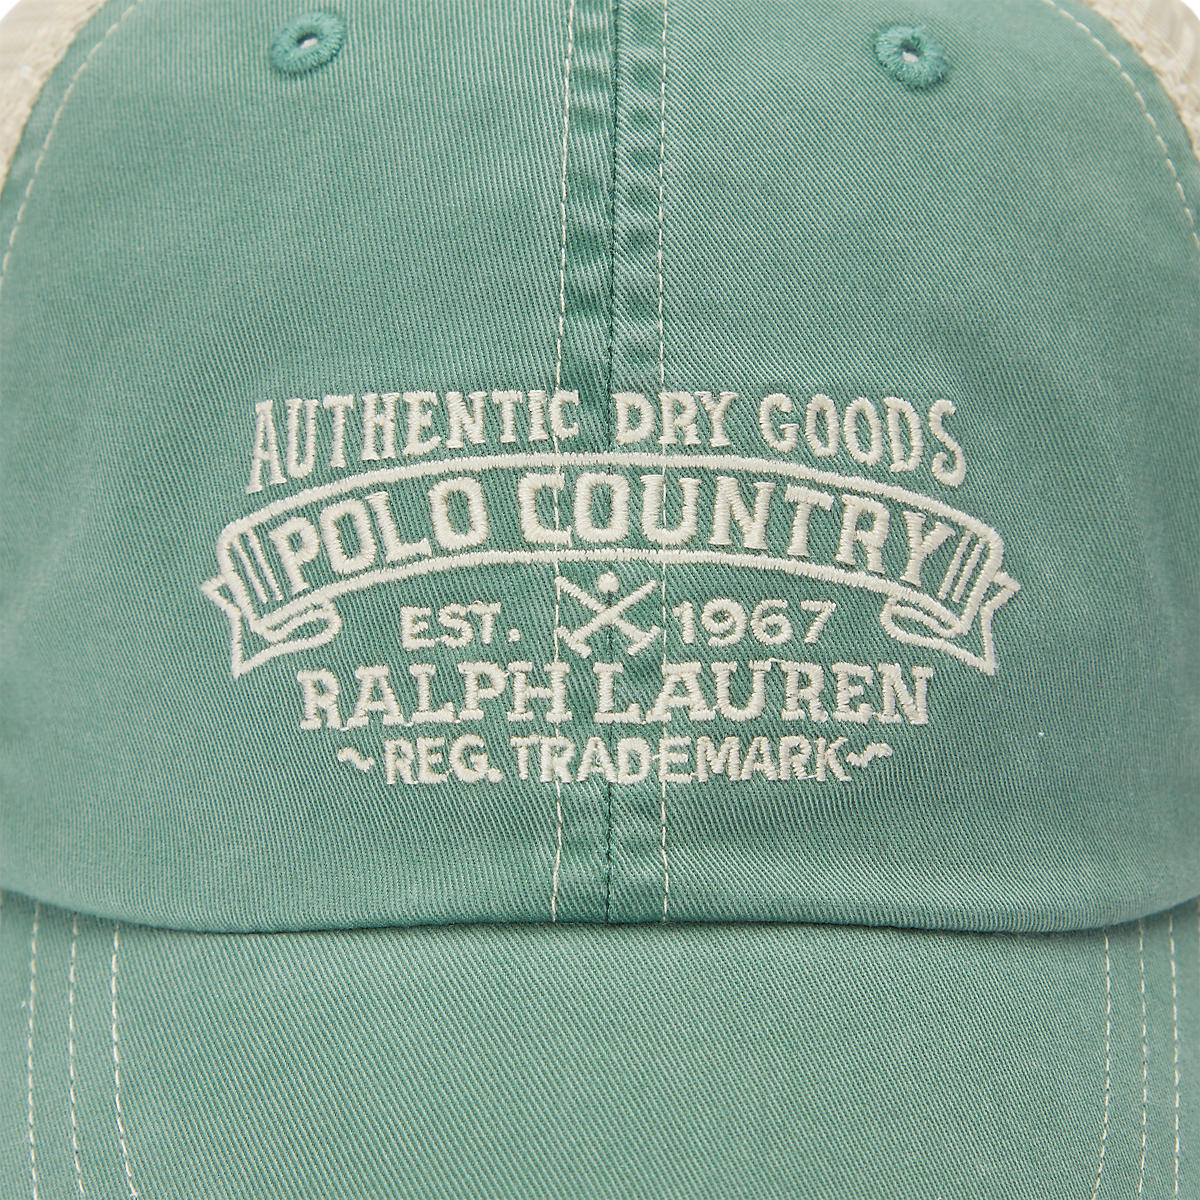 AUTHENTIC DRY GOODS
POLO COUNTRY
EST. 1967
RALPH LAUREN
~REG. TRADEMARK~